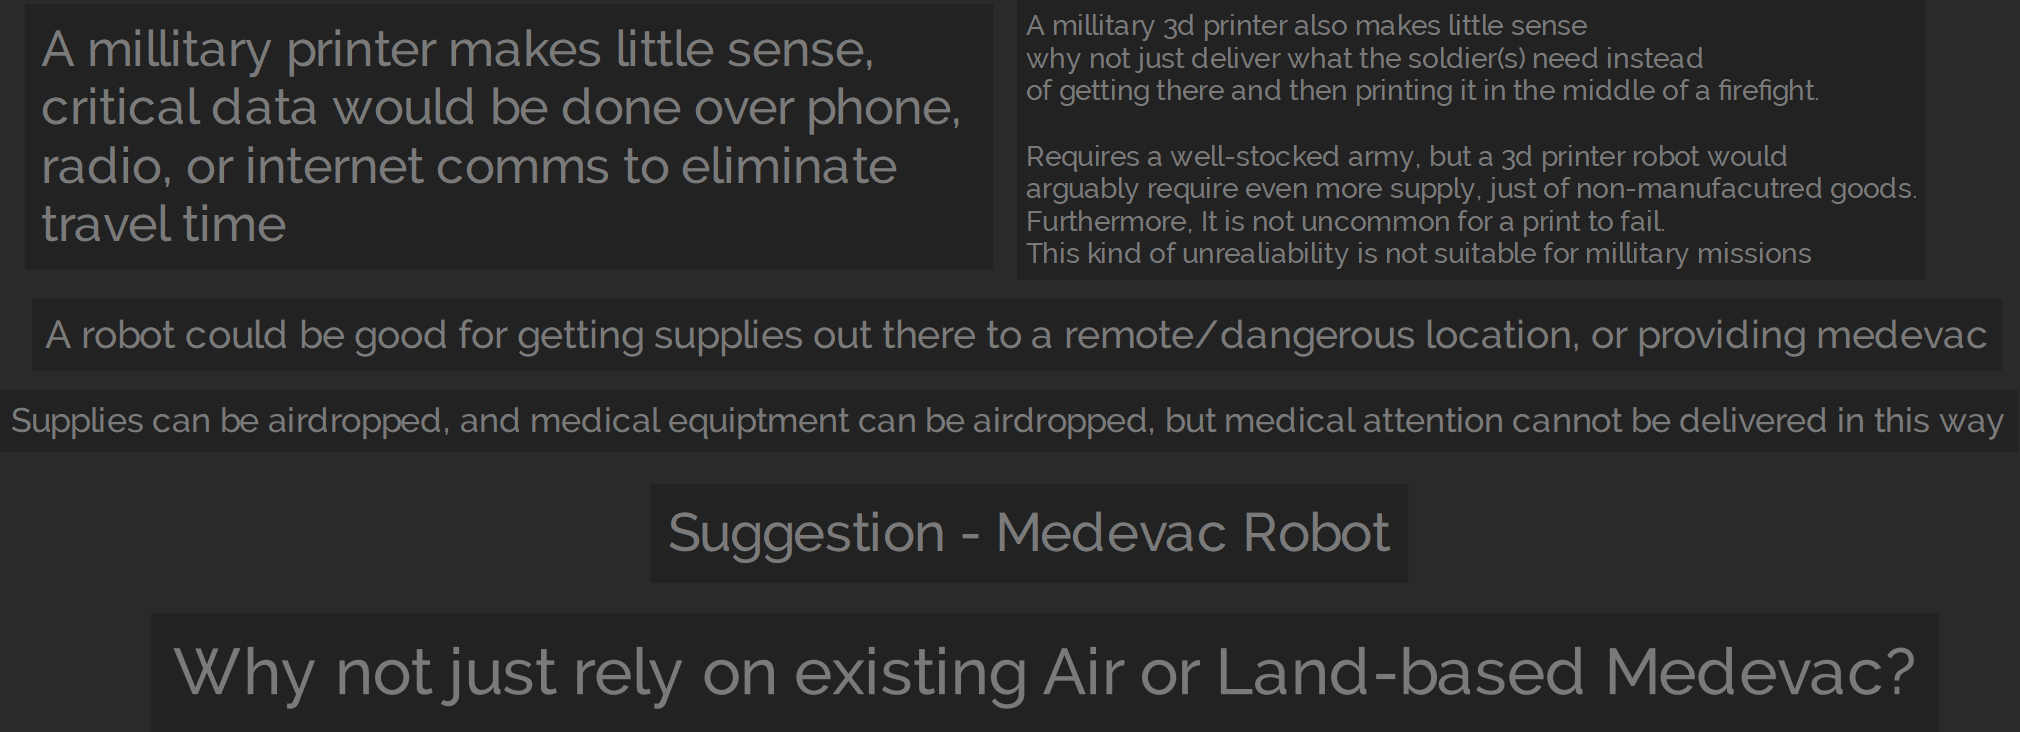 A millitary printer makes little sense,
critical data would be done over phone,
radio, or internet comms to eliminate
travel time
A millitary 3d printer also makes little sense
why not just deliver what the soldier(s) need instead
of getting there and then printing it in the middle of a firefight.
Requires a well-stocked army, but a 3d printer robot would
arguably require even more supply, just of non-manufacutred goods.
Furthermore, It is not uncommon for a print to fail.
This kind of unrealiability is not suitable for millitary missions
A robot could be good for getting supplies out there to a remote/dangerous location, or providing medevac
Supplies can be airdropped, and medical equiptment can be airdropped, but medical attention cannot be delivered in this way
Suggestion - Medevac Robot
Why not just rely on existing Air or Land-based Medevac?